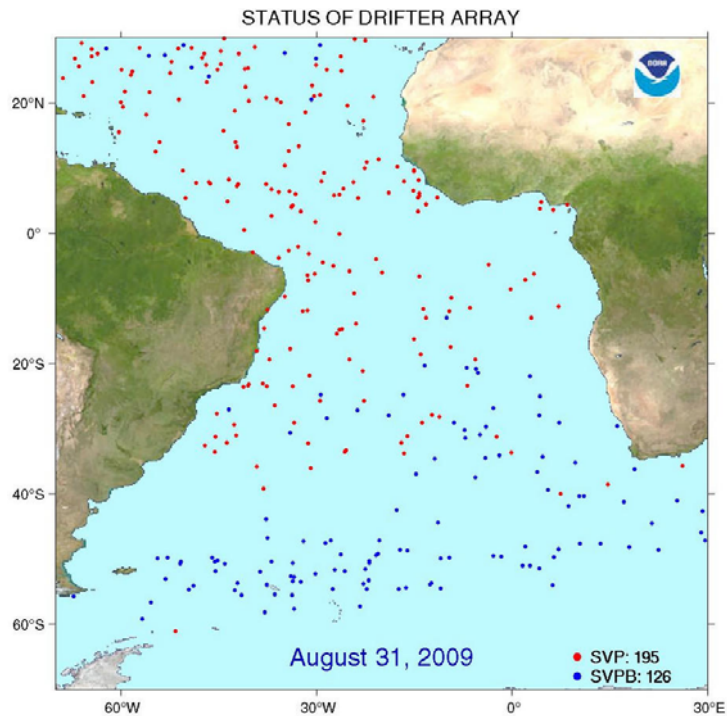 STATUS OF DRIFTER ARRAY
NOAA
20°N
0°
20°S
40°S
60°S
August 31, 2009
SVP: 195
SVPB: 126
60°W
30°W
0°
30°E